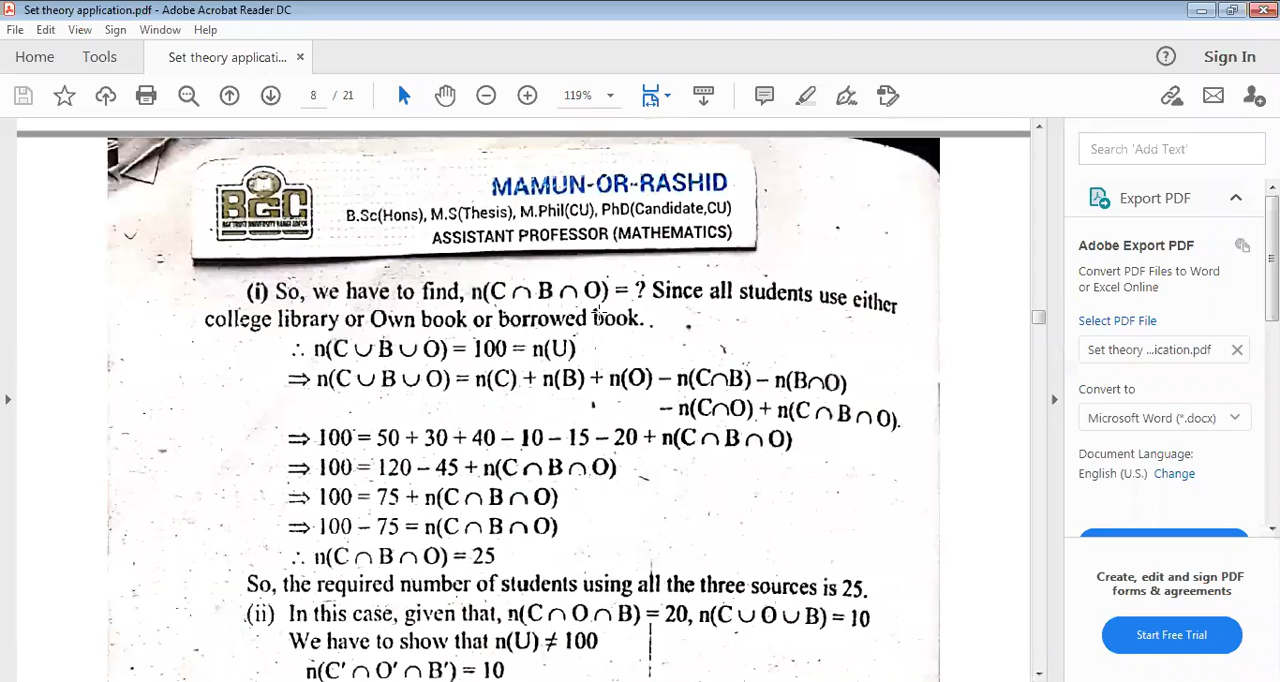 Set theory application.pdf - Adobe Acrobat Reader DC
File Edit View Sign Window Help
Home Tools Set theory applicati... × Sign In
8 / 21 119%
Search 'Add Text'
Export PDF
Adobe Export PDF
Convert PDF Files to Word
or Excel Online
Select PDF File
Set theory ...ication.pdf
Convert to
Microsoft Word (*.docx)
Document Language:
English (U.S.) Change
Create, edit and sign PDF
forms & agreements
Start Free Trial
BGC
MAMUN-OR-RASHID
B.Sc(Hons), M.S(Thesis), M.Phil(CU), PhD(Candidate,CU)
ASSISTANT PROFESSOR (MATHEMATICS)
(i) So, we have to find, n(C ∩ B ∩ O) = ? Since all students use either
college library or Own book or borrowed book.
∴ n(C ∪ B ∪ O) = 100 = n(U)
⇒ n(C ∪ B ∪ O) = n(C) + n(B) + n(O) − n(C∩B) − n(B∩O)
− n(C∩O) + n(C ∩ B ∩ O).
⇒ 100 = 50 + 30 + 40 − 10 − 15 − 20 + n(C ∩ B ∩ O)
⇒ 100 = 120 − 45 + n(C ∩ B ∩ O)
⇒ 100 = 75 + n(C ∩ B ∩ O)
⇒ 100 − 75 = n(C ∩ B ∩ O)
∴ n(C ∩ B ∩ O) = 25
So, the required number of students using all the three sources is 25.
(ii) In this case, given that, n(C ∩ O ∩ B) = 20, n(C ∪ O ∪ B) = 10
We have to show that n(U) ≠ 100
n(C′ ∩ O′ ∩ B′) = 10